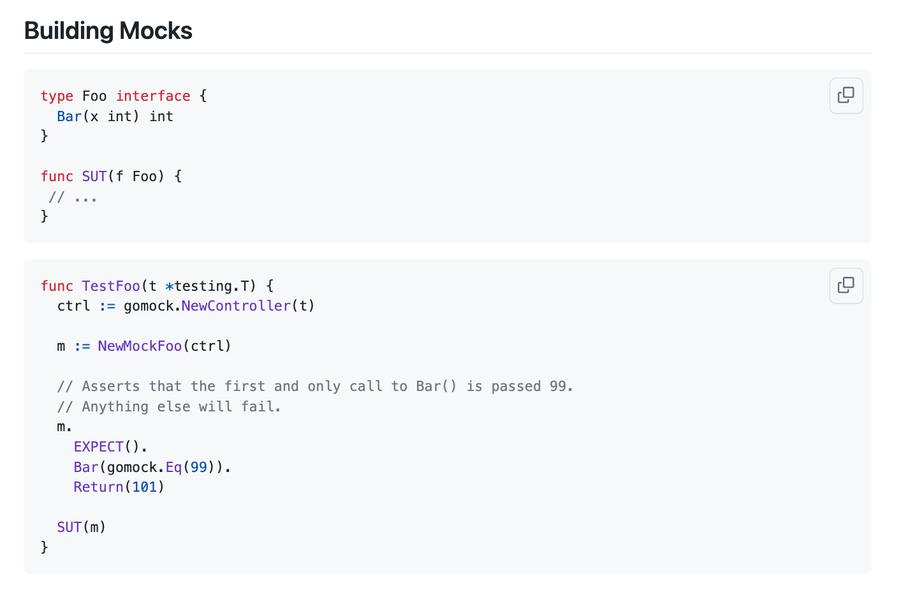 Building Mocks
type Foo interface {
  Bar(x int) int
}

func SUT(f Foo) {
 // ...
}
func TestFoo(t *testing.T) {
  ctrl := gomock.NewController(t)

  m := NewMockFoo(ctrl)

  // Asserts that the first and only call to Bar() is passed 99.
  // Anything else will fail.
  m.
    EXPECT().
    Bar(gomock.Eq(99)).
    Return(101)

  SUT(m)
}